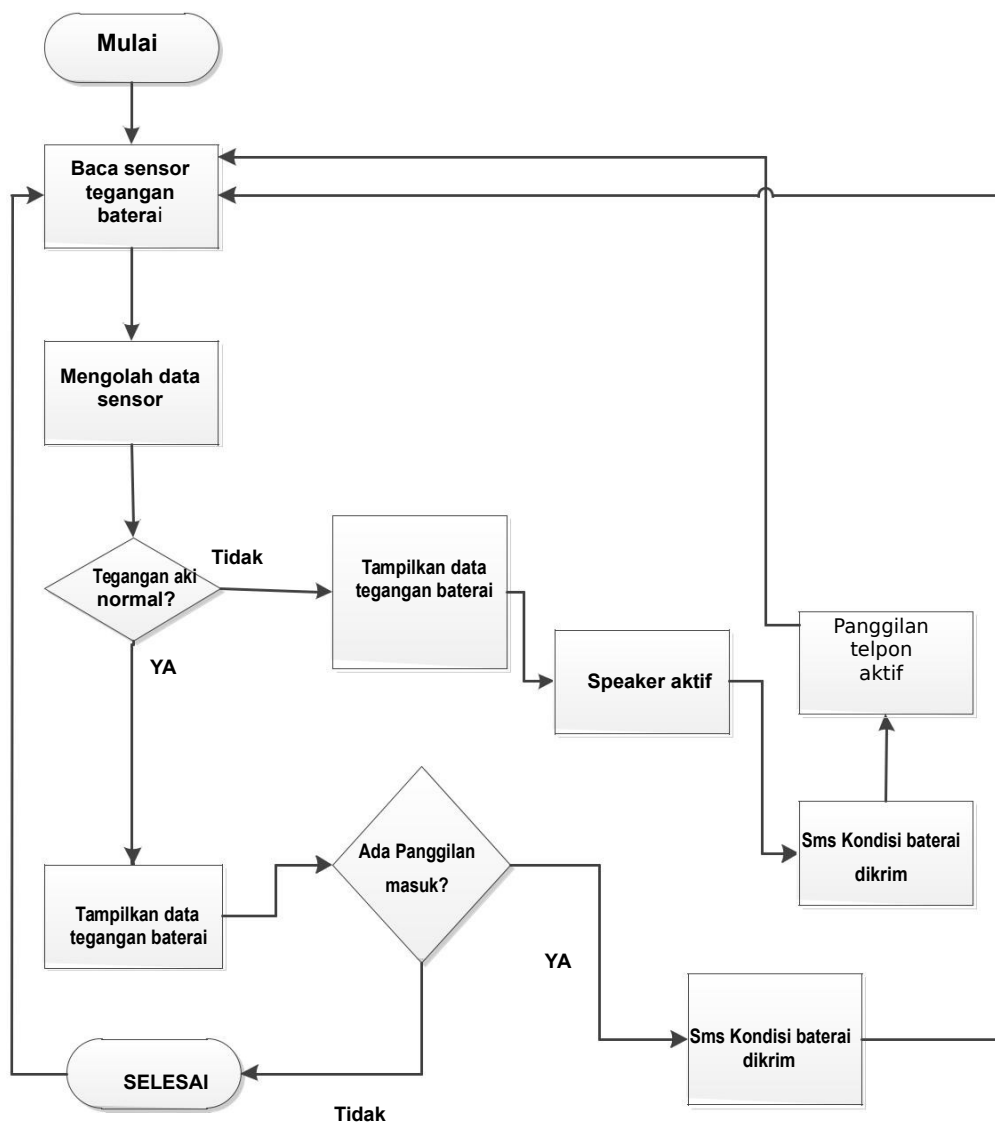 Mulai
Baca sensor
tegangan
baterai
Mengolah data
sensor
Tegangan aki
normal?
Tidak
Tampilkan data
tegangan baterai
Speaker aktif
Panggilan
telpon
aktif
Sms Kondisi baterai
dikrim
YA
Tampilkan data
tegangan baterai
Ada Panggilan
masuk?
YA
Sms Kondisi baterai
dikrim
Tidak
SELESAI